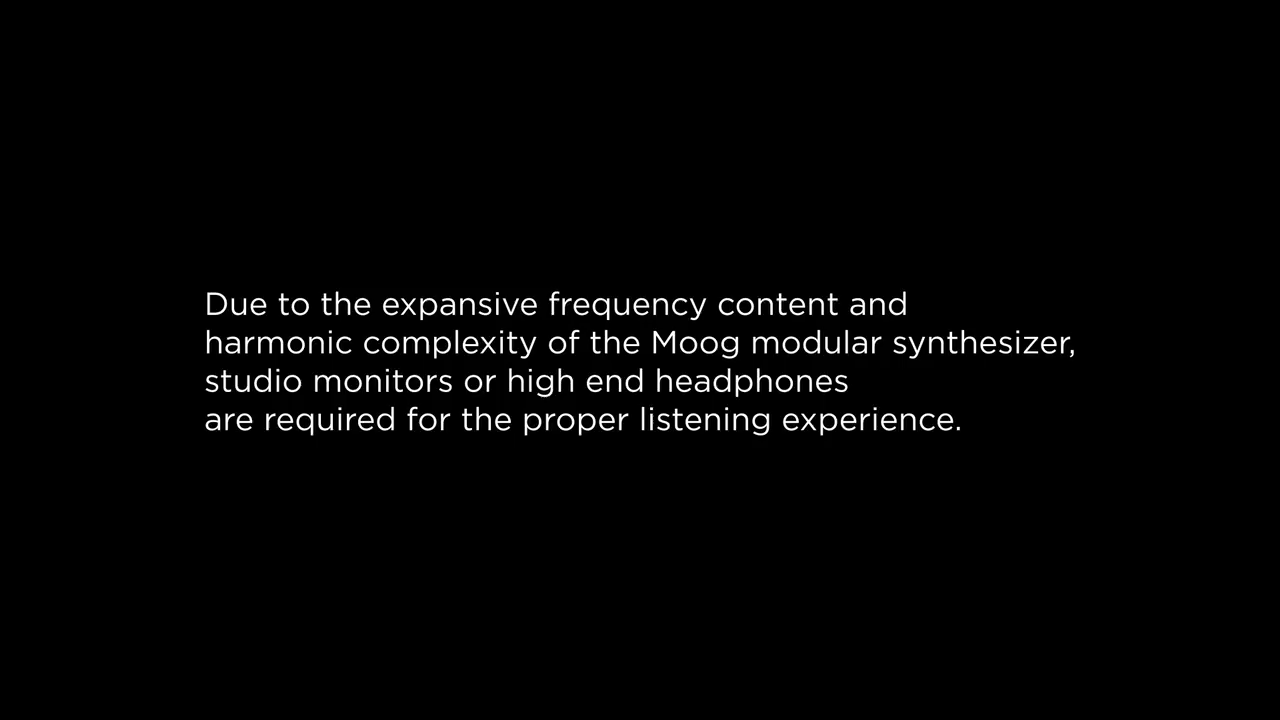 Due to the expansive frequency content and
harmonic complexity of the Moog modular synthesizer,
studio monitors or high end headphones
are required for the proper listening experience.